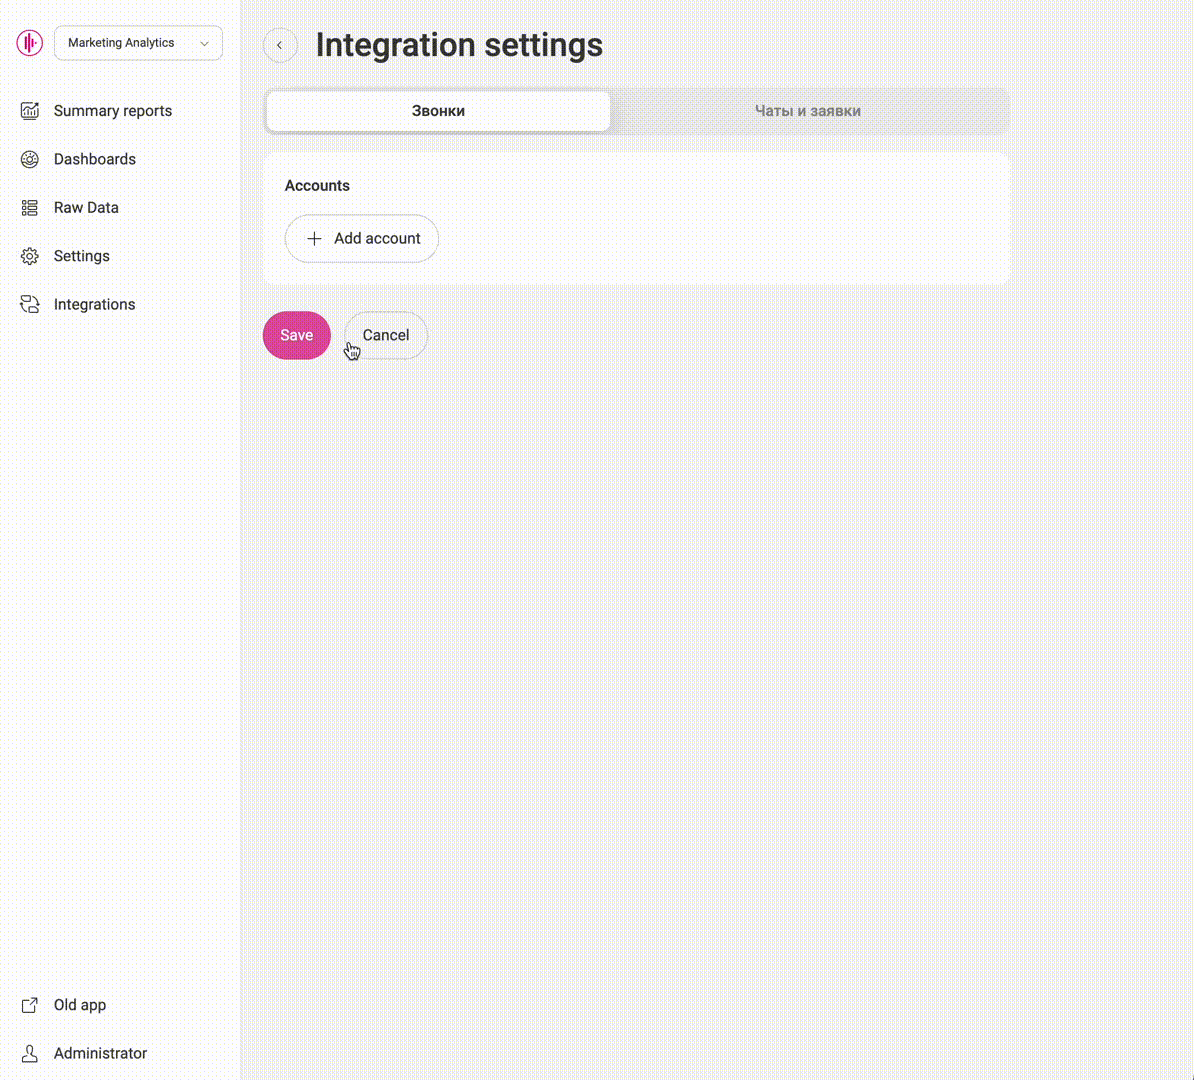 Marketing Analytics
Summary reports
Dashboards
Raw Data
Settings
Integrations
Old app
Administrator
Integration settings
Звонки
Чаты и заявки
Accounts
Add account
Save
Cancel